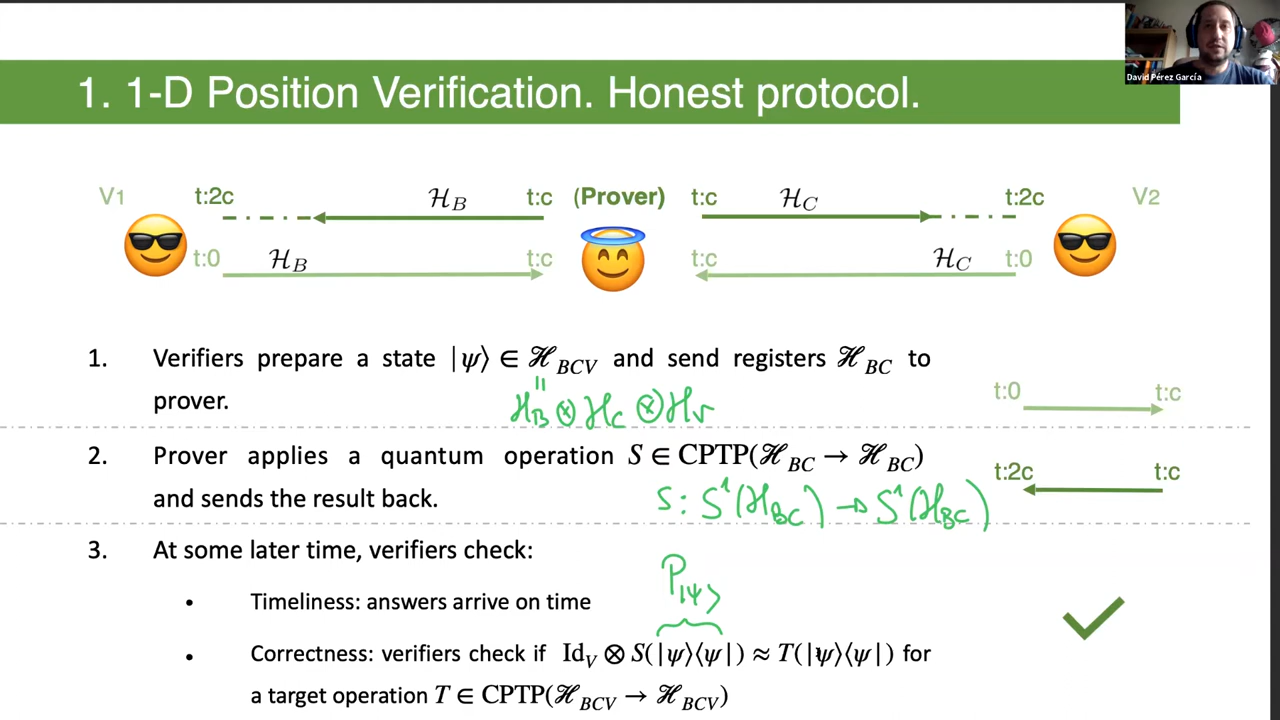 David Pérez García
1. 1-D Position Verification. Honest protocol.
V1 t:2c ℋ_B t:c (Prover) t:c ℋ_C t:2c V2
t:0 ℋ_B t:c t:c ℋ_C t:0
1. Verifiers prepare a state |ψ⟩ ∈ ℋ_BCV and send registers ℋ_BC to
prover.
t:0 t:c
ℋ_B ⊗ ℋ_C ⊗ ℋ_V
2. Prover applies a quantum operation S ∈ CPTP(ℋ_BC → ℋ_BC)
and sends the result back.
t:2c t:c
S : S¹(ℋ_BC) → S¹(ℋ_BC)
3. At some later time, verifiers check:
• Timeliness: answers arrive on time
P_|ψ⟩
• Correctness: verifiers check if Id_V ⊗ S(|ψ⟩⟨ψ|) ≈ T(|ψ⟩⟨ψ|) for
a target operation T ∈ CPTP(ℋ_BCV → ℋ_BCV)